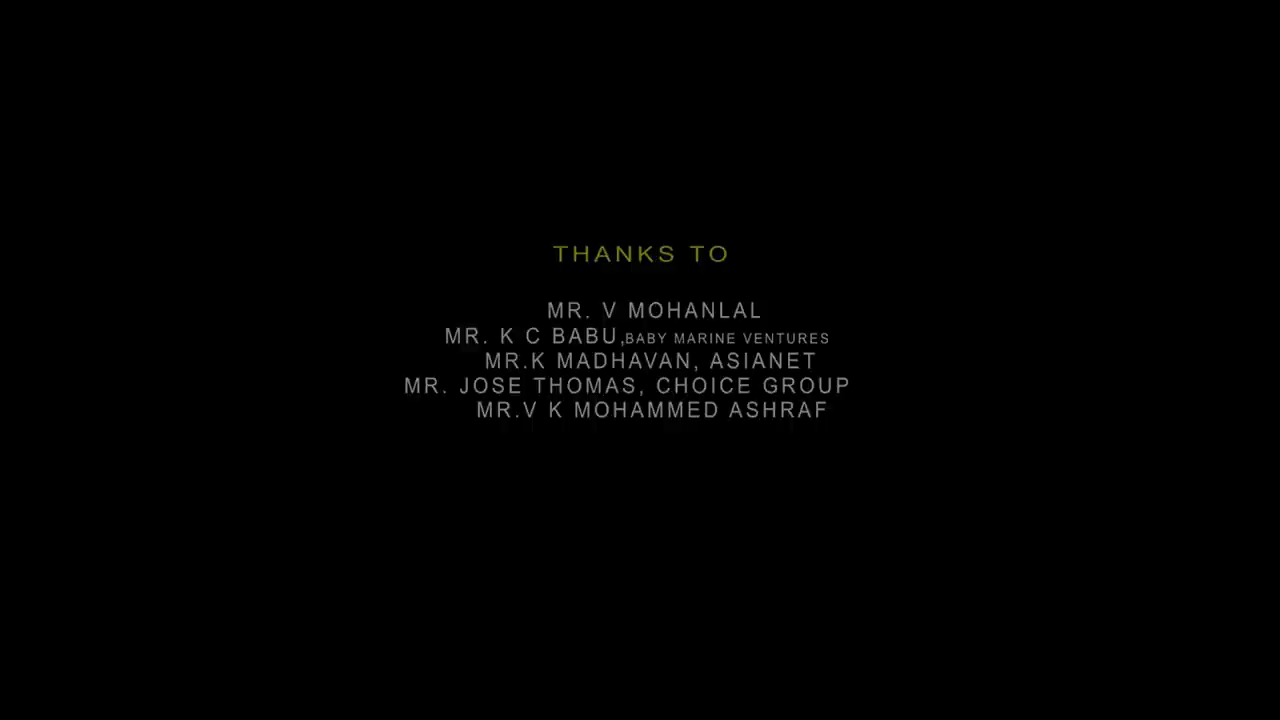 THANKS TO
MR. V MOHANLAL
MR. K C BABU,BABY MARINE VENTURES
MR.K MADHAVAN, ASIANET
MR. JOSE THOMAS, CHOICE GROUP
MR.V K MOHAMMED ASHRAF